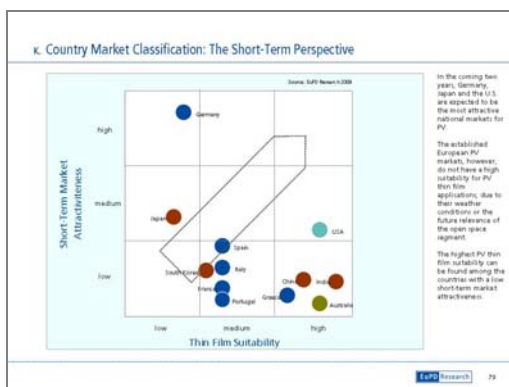 K. Country Market Classification: The Short-Term Perspective
Source: EuPD Research 2008
Short-Term Market
Attractiveness
high
medium
low
Germany
Japan
USA
Spain
South Korea
Italy
France
Portugal
Greece
China
India
Australia
low
medium
high
Thin Film Suitability
In the coming two
years, Germany,
Japan and the U.S.
are expected to be
the most attractive
national markets for
PV.
The established
European PV
markets, however,
do not have a high
suitability for PV
thin film
applications, due to
their weather
conditions or the
future relevance of
the open space
segment.
The highest PV thin
film suitability can
be found among the
countries with a low
short-term market
attractiveness
EuPD Research
79